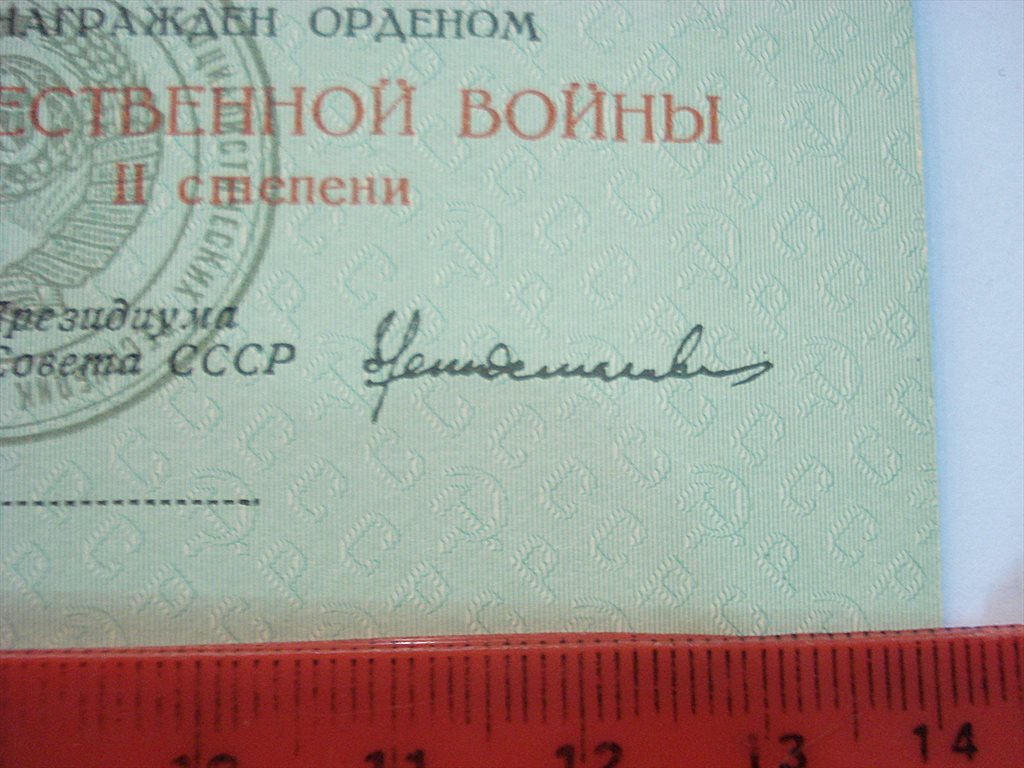 НАГРАЖДЕН ОРДЕНОМ
ЕСТВЕННОЙ ВОЙНЫ
II степени
Президиума
Совета СССР
10 11 12 13 14